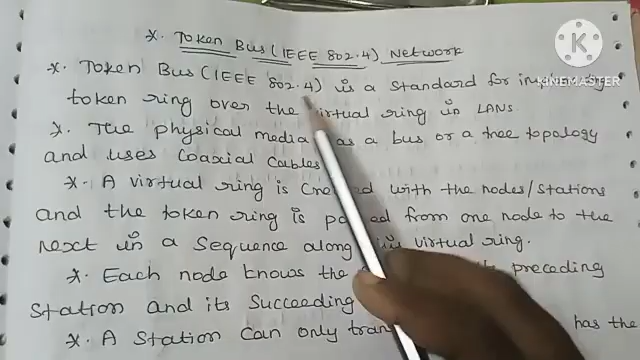 * Token Bus (IEEE 802.4) Network
* Token Bus (IEEE 802.4) is a standard for
token ring over the virtual ring in LANs
* The physical media as a bus or a tree topology
and uses Coaxial Cables
* A virtual ring is with the nodes/stations
and the token ring is from one node to the
next in a sequence along virtual ring.
* Each node knows the preceding
station and its succeeding
* A station can only has the
KINEMASTER